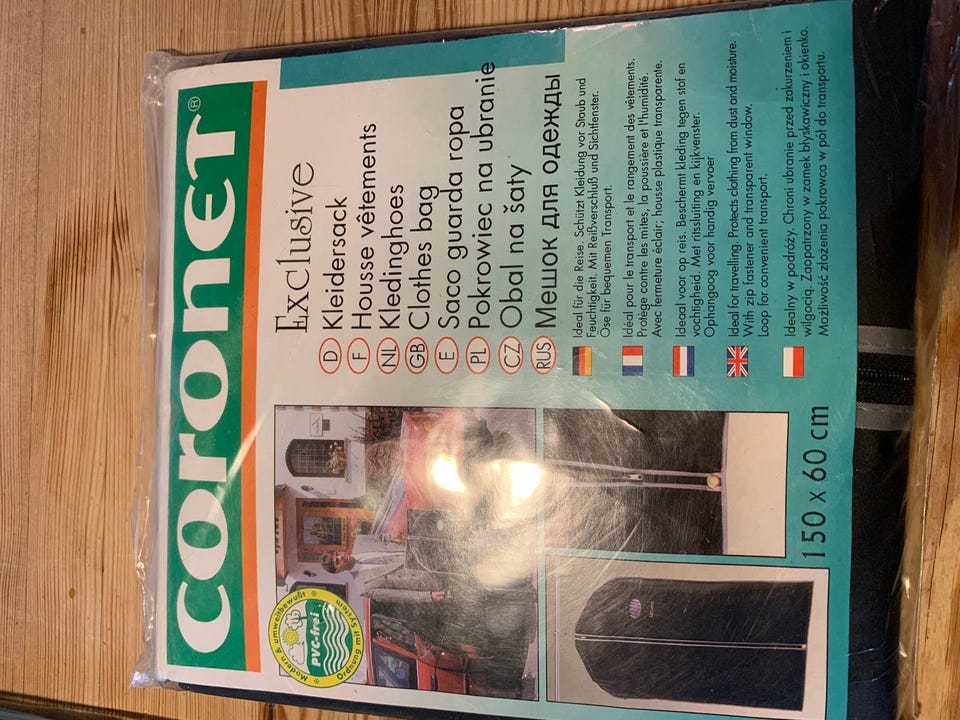 coronet®
Exclusive
D Kleidersack
F Housse vêtements
NL Kledinghoes
GB Clothes bag
E Saco guarda ropa
PL Pokrowiec na ubranie
CZ Obal na šaty
RUS Мешок для одежды
Modern & umweltbewußt
PVC-frei
Ordnung mit System
Ideal für die Reise. Schützt Kleidung vor Staub und
Feuchtigkeit. Mit Reißverschluß und Sichtfenster.
Öse für bequemen Transport.
Idéal pour le transport et le rangement des vêtements.
Protège contre les mites, la poussière et l'humidité.
Avec fermeture éclair; housse plastique transparente.
Ideaal voor op reis. Beschermt kleding tegen stof en
vochtigheid. Met ritssluiting en kijkvenster.
Ophangoog voor handig vervoer
Ideal for travelling. Protects clothing from dust and moisture.
With zip fastener and transparent window.
Loop for convenient transport.
Idealny w podróży. Chroni ubranie przed zakurzeniem i
wilgocią. Zaopatrzony w zamek błyskawiczny i okienko.
Możliwość złożenia pokrowca w pół do transportu.
150 x 60 cm